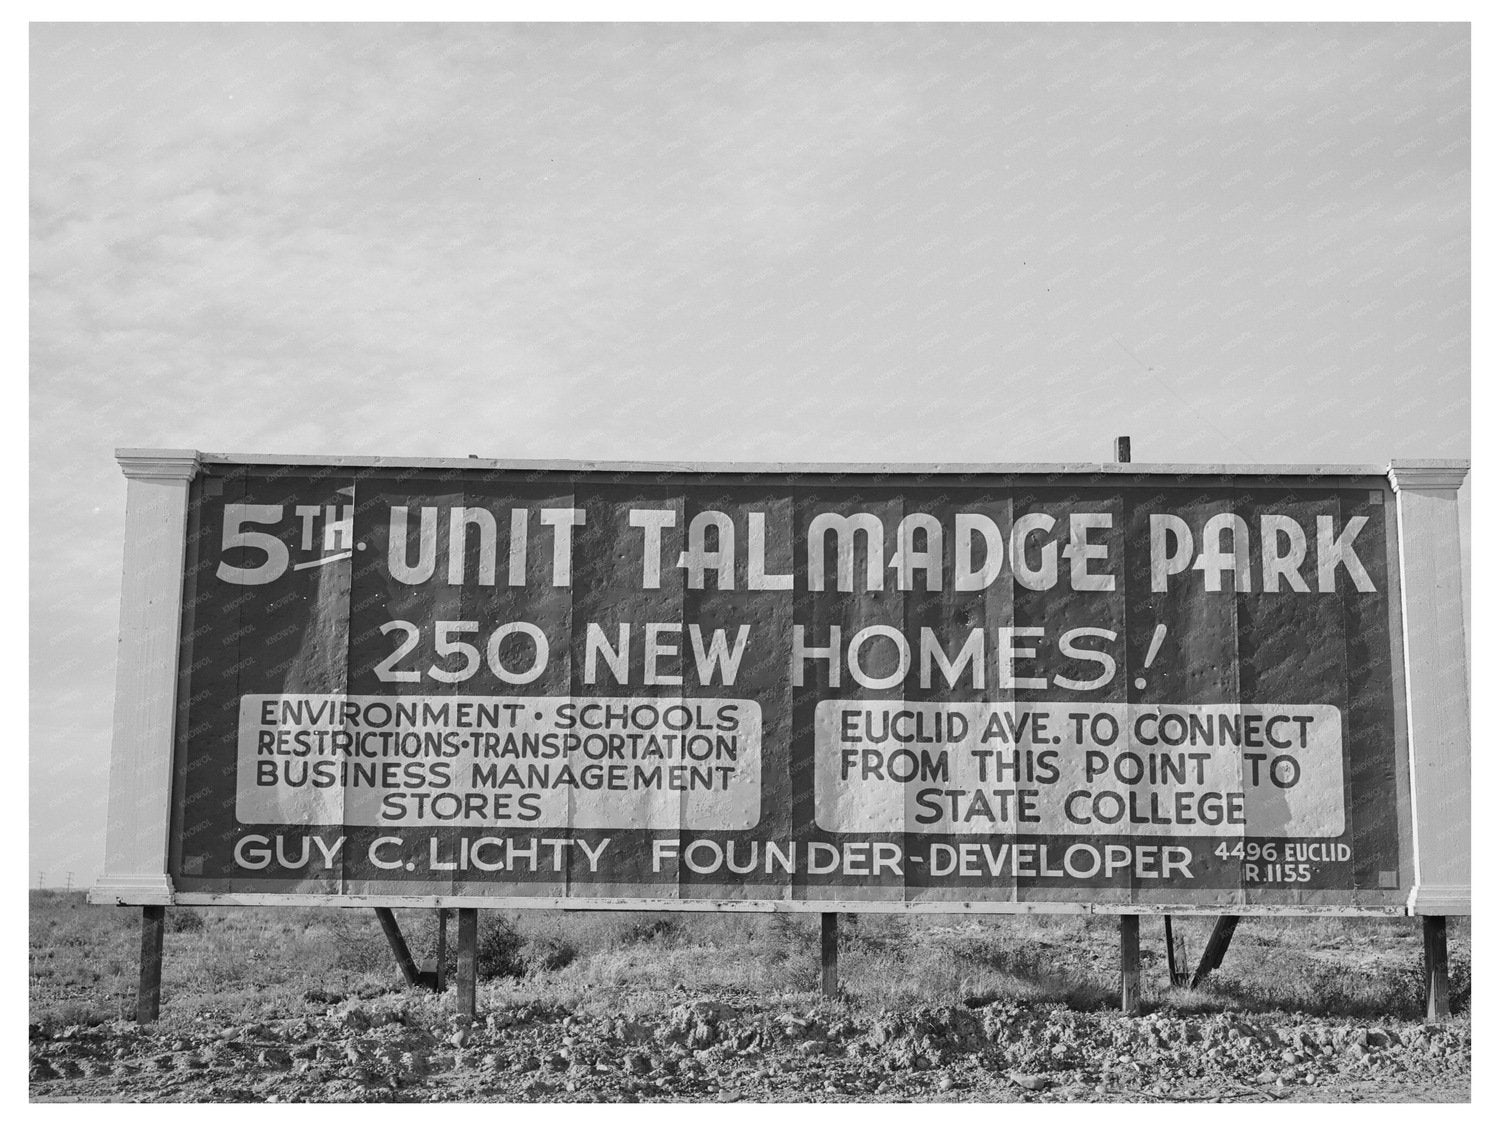 5TH. UNIT TALMADGE PARK
250 NEW HOMES!
ENVIRONMENT · SCHOOLS
RESTRICTIONS · TRANSPORTATION
BUSINESS MANAGEMENT
STORES
EUCLID AVE. TO CONNECT
FROM THIS POINT TO
STATE COLLEGE
GUY C. LICHTY FOUNDER-DEVELOPER
4496 EUCLID
R.1155
KNOWOL